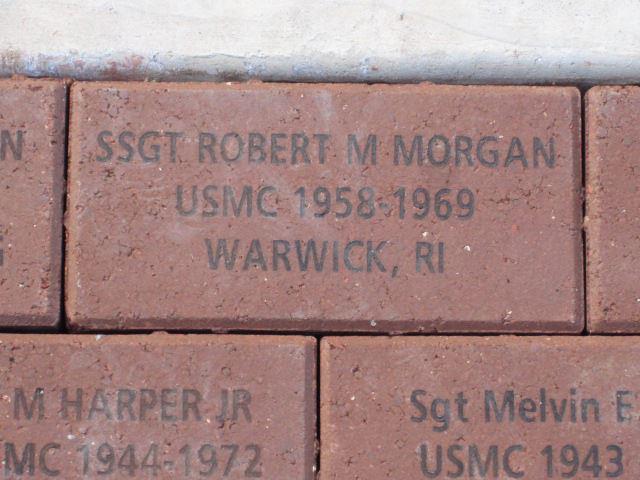 SSGT ROBERT M MORGAN
USMC 1958-1969
WARWICK, RI
M HARPER JR
MC 1944-1972
Sgt Melvin E
USMC 1943